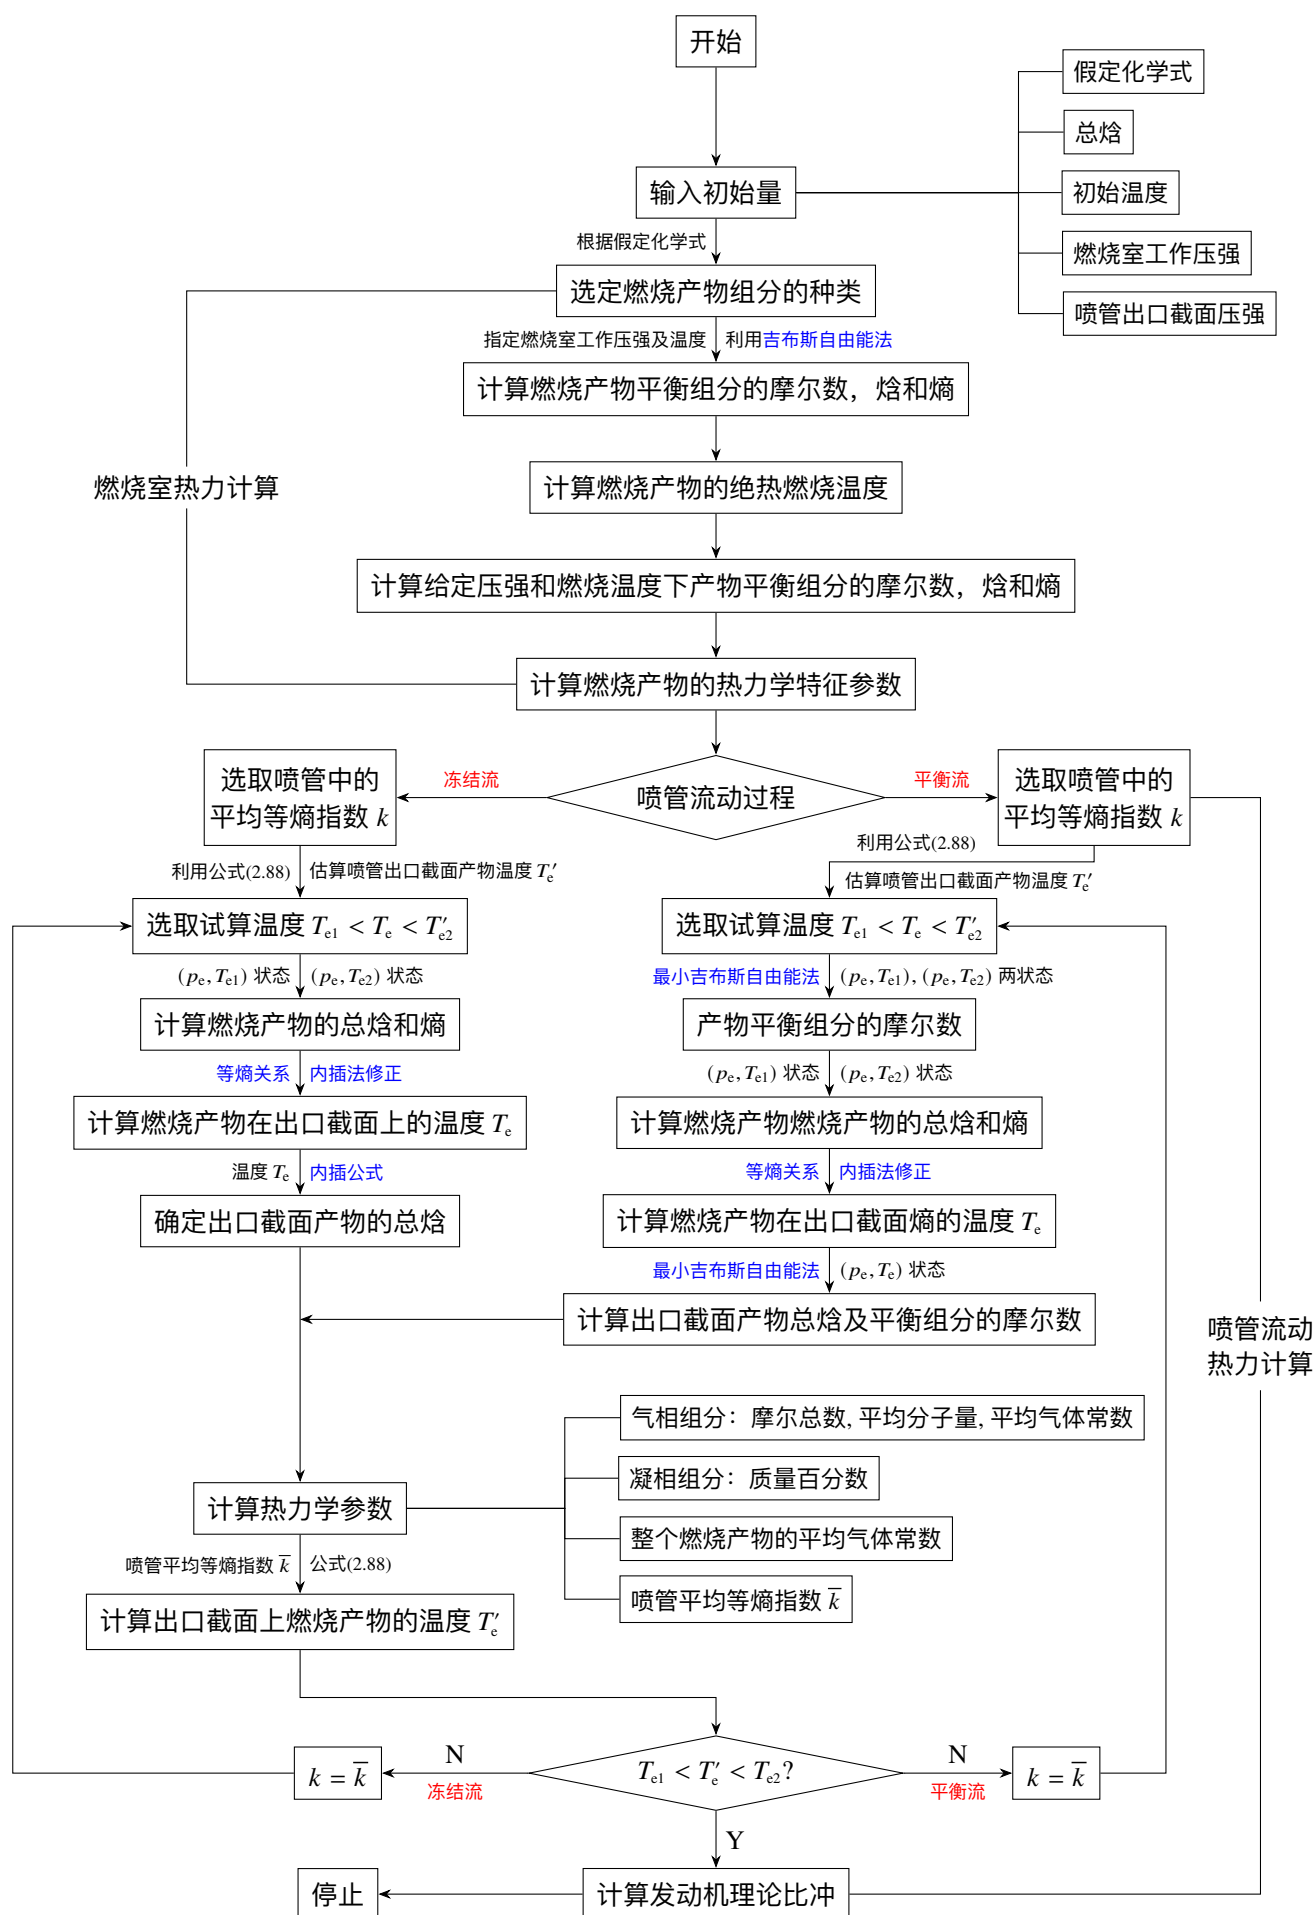 开始
假定化学式
总焓
输入初始量
初始温度
根据假定化学式
燃烧室工作压强
选定燃烧产物组分的种类
喷管出口截面压强
指定燃烧室工作压强及温度 利用吉布斯自由能法
计算燃烧产物平衡组分的摩尔数，焓和熵
燃烧室热力计算
计算燃烧产物的绝热燃烧温度
计算给定压强和燃烧温度下产物平衡组分的摩尔数，焓和熵
计算燃烧产物的热力学特征参数
选取喷管中的
平均等熵指数 k
冻结流
喷管流动过程
平衡流
选取喷管中的
平均等熵指数 k
利用公式(2.88) 估算喷管出口截面产物温度 Tₑ′
利用公式(2.88)
估算喷管出口截面产物温度 Tₑ′
选取试算温度 Tₑ₁ < Tₑ < T′ₑ₂
选取试算温度 Tₑ₁ < Tₑ < T′ₑ₂
(pₑ, Tₑ₁) 状态 (pₑ, Tₑ₂) 状态
最小吉布斯自由能法 (pₑ, Tₑ₁), (pₑ, Tₑ₂) 两状态
计算燃烧产物的总焓和熵
产物平衡组分的摩尔数
等熵关系 内插法修正
(pₑ, Tₑ₁) 状态 (pₑ, Tₑ₂) 状态
计算燃烧产物在出口截面上的温度 Tₑ
计算燃烧产物燃烧产物的总焓和熵
温度 Tₑ 内插公式
等熵关系 内插法修正
确定出口截面产物的总焓
计算燃烧产物在出口截面熵的温度 Tₑ
最小吉布斯自由能法 (pₑ, Tₑ) 状态
计算出口截面产物总焓及平衡组分的摩尔数
喷管流动
热力计算
气相组分：摩尔总数, 平均分子量, 平均气体常数
凝相组分：质量百分数
计算热力学参数
整个燃烧产物的平均气体常数
喷管平均等熵指数 k̅ 公式(2.88)
喷管平均等熵指数 k̅
计算出口截面上燃烧产物的温度 Tₑ′
k = k̅
N
冻结流
Tₑ₁ < Tₑ′ < Tₑ₂?
N
平衡流
k = k̅
Y
停止
计算发动机理论比冲